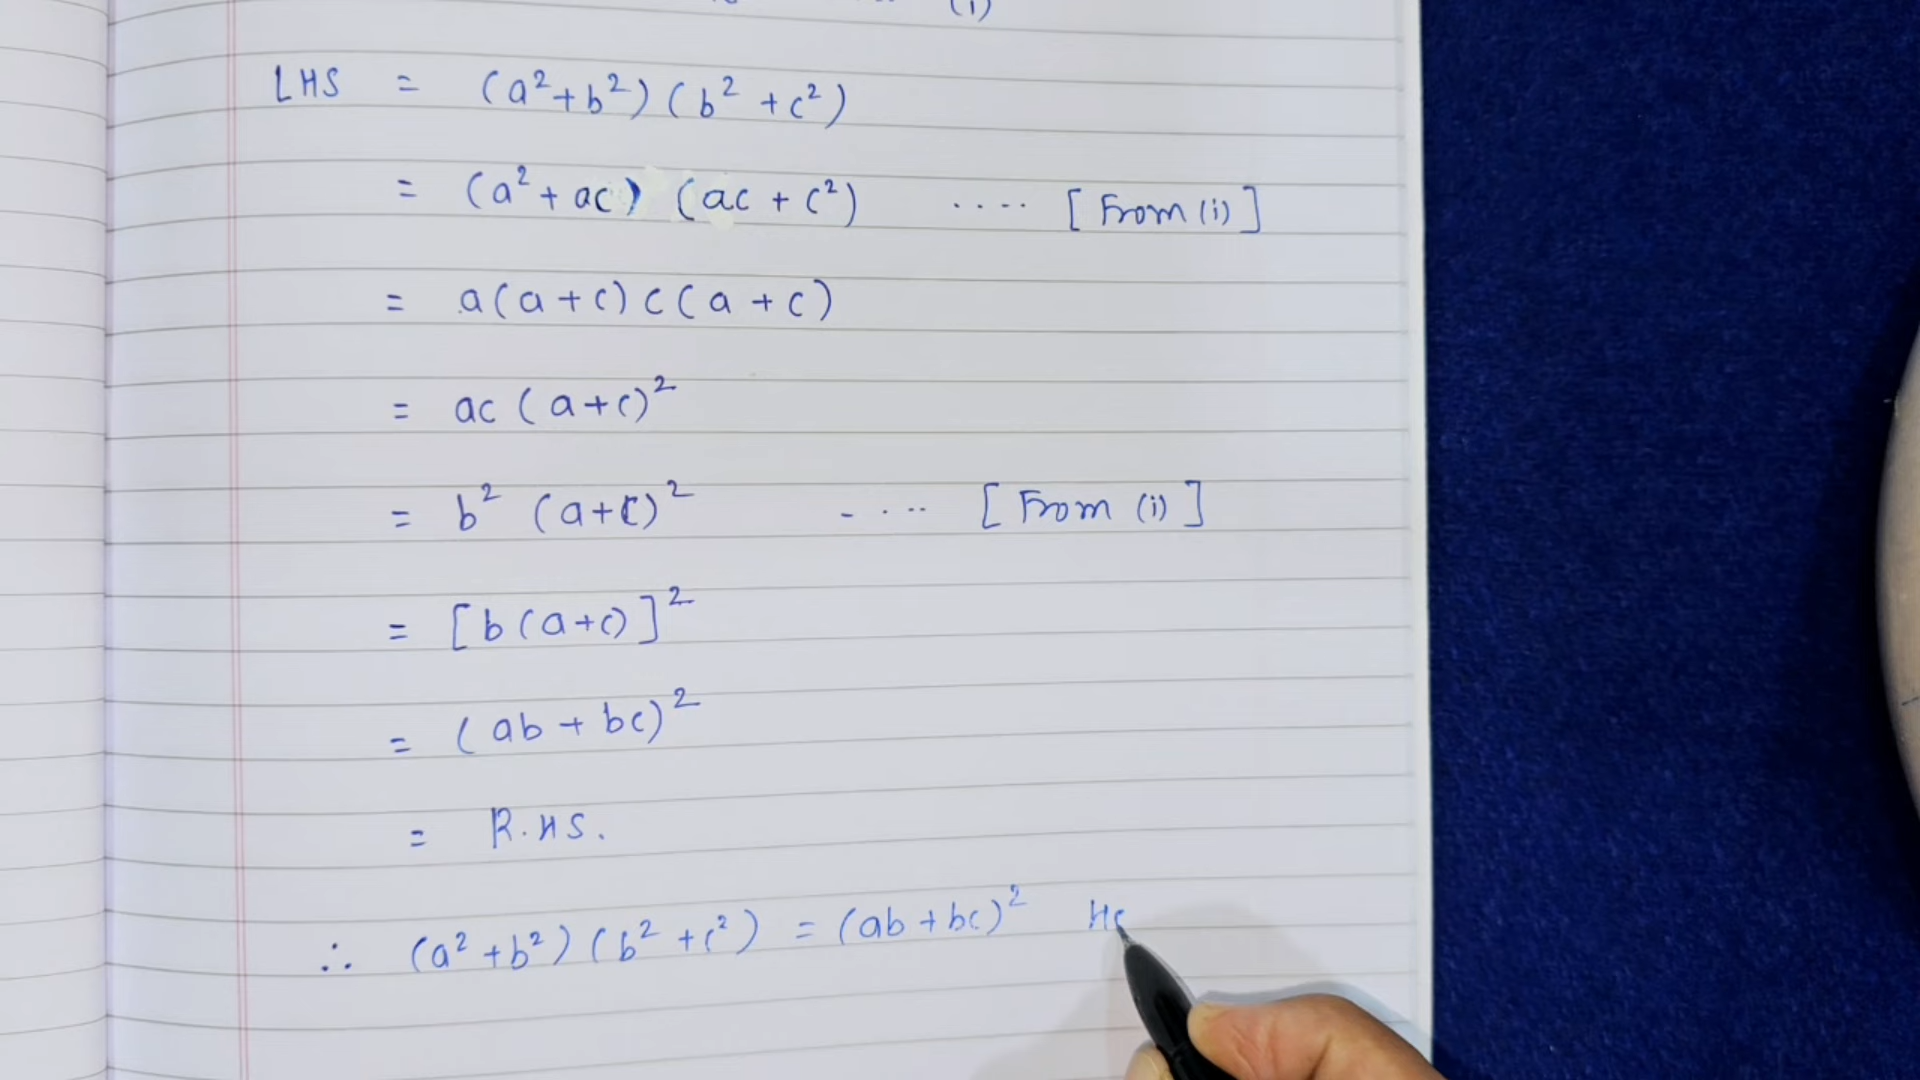 (i)
LHS = (a² + b²) (b² + c²)
= (a² + ac) (ac + c²) .... [From (i)]
= a(a + c) c(a + c)
= ac (a+c)²
= b² (a+c)² .... [From (i)]
= [b(a+c)]²
= (ab + bc)²
= R.HS.
∴ (a² + b²) (b² + c²) = (ab + bc)² He